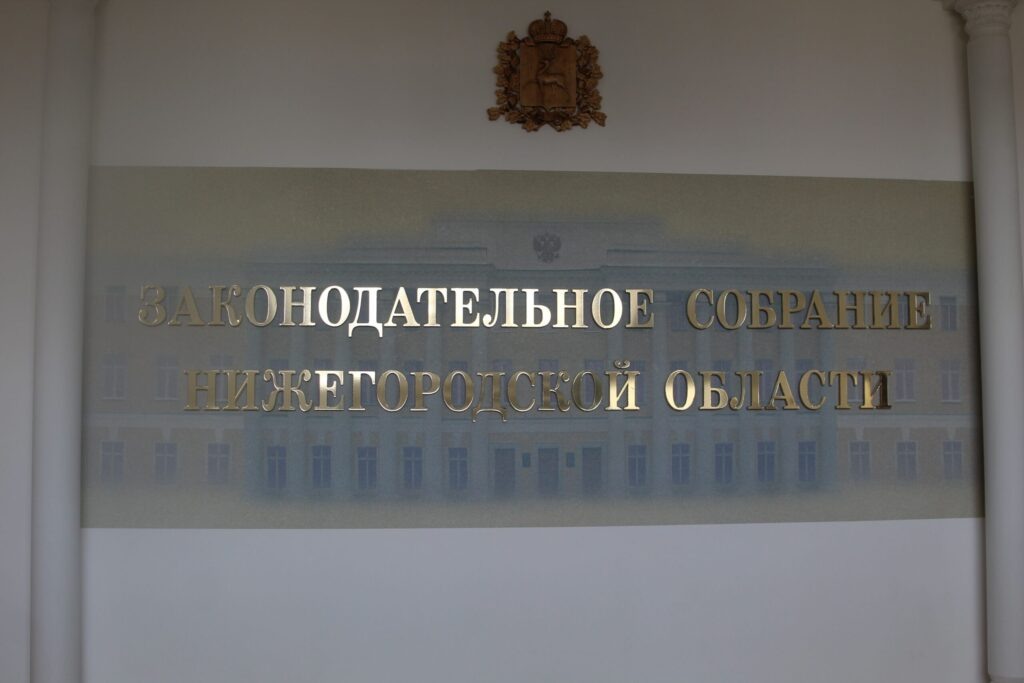 ЗАКОНОДАТЕЛЬНОЕ СОБРАНИЕ
НИЖЕГОРОДСКОЙ ОБЛАСТИ